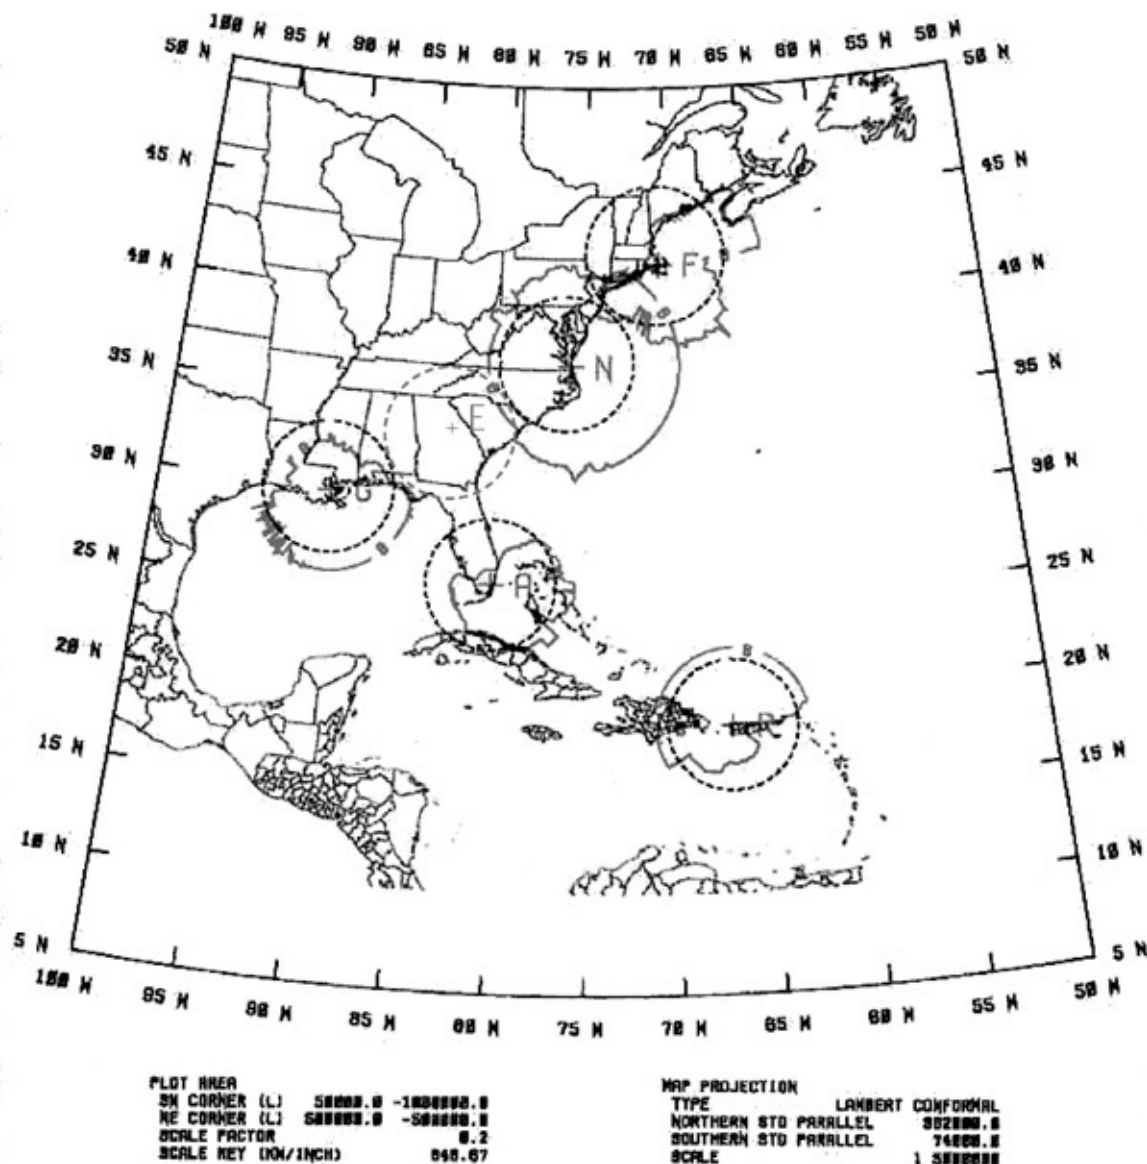 100 W 95 W 90 W 85 W 80 W 75 W 70 W 65 W 60 W 55 W 50 W
50 N 50 N
45 N 45 N
40 N 40 N
F
B
B
35 N 35 N
N
B
E
30 N 30 N
B
G
B
25 N 25 N
A
20 N 20 N
B
P
15 N 15 N
10 N 10 N
5 N 5 N
100 W 95 W 90 W 85 W 80 W 75 W 70 W 65 W 60 W 55 W 50 W
PLOT AREA
SW CORNER (L)
NE CORNER (L)
SCALE FACTOR 0.2
SCALE KEY (KM/INCH)
MAP PROJECTION
TYPE LAMBERT CONFORMAL
NORTHERN STD PARALLEL
SOUTHERN STD PARALLEL
SCALE